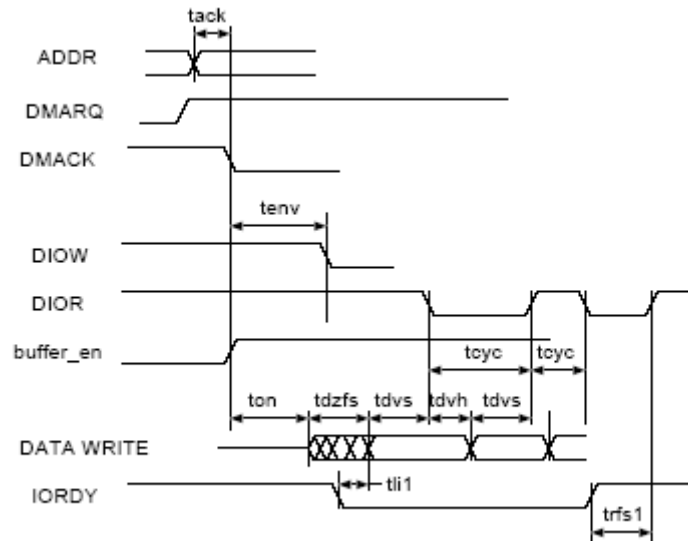 tack
ADDR
DMARQ
DMACK
tenv
DIOW
DIOR
buffer_en
tcyc tcyc
ton tdzfs tdvs tdvh tdvs
DATA WRITE
tli1
IORDY
trfs1